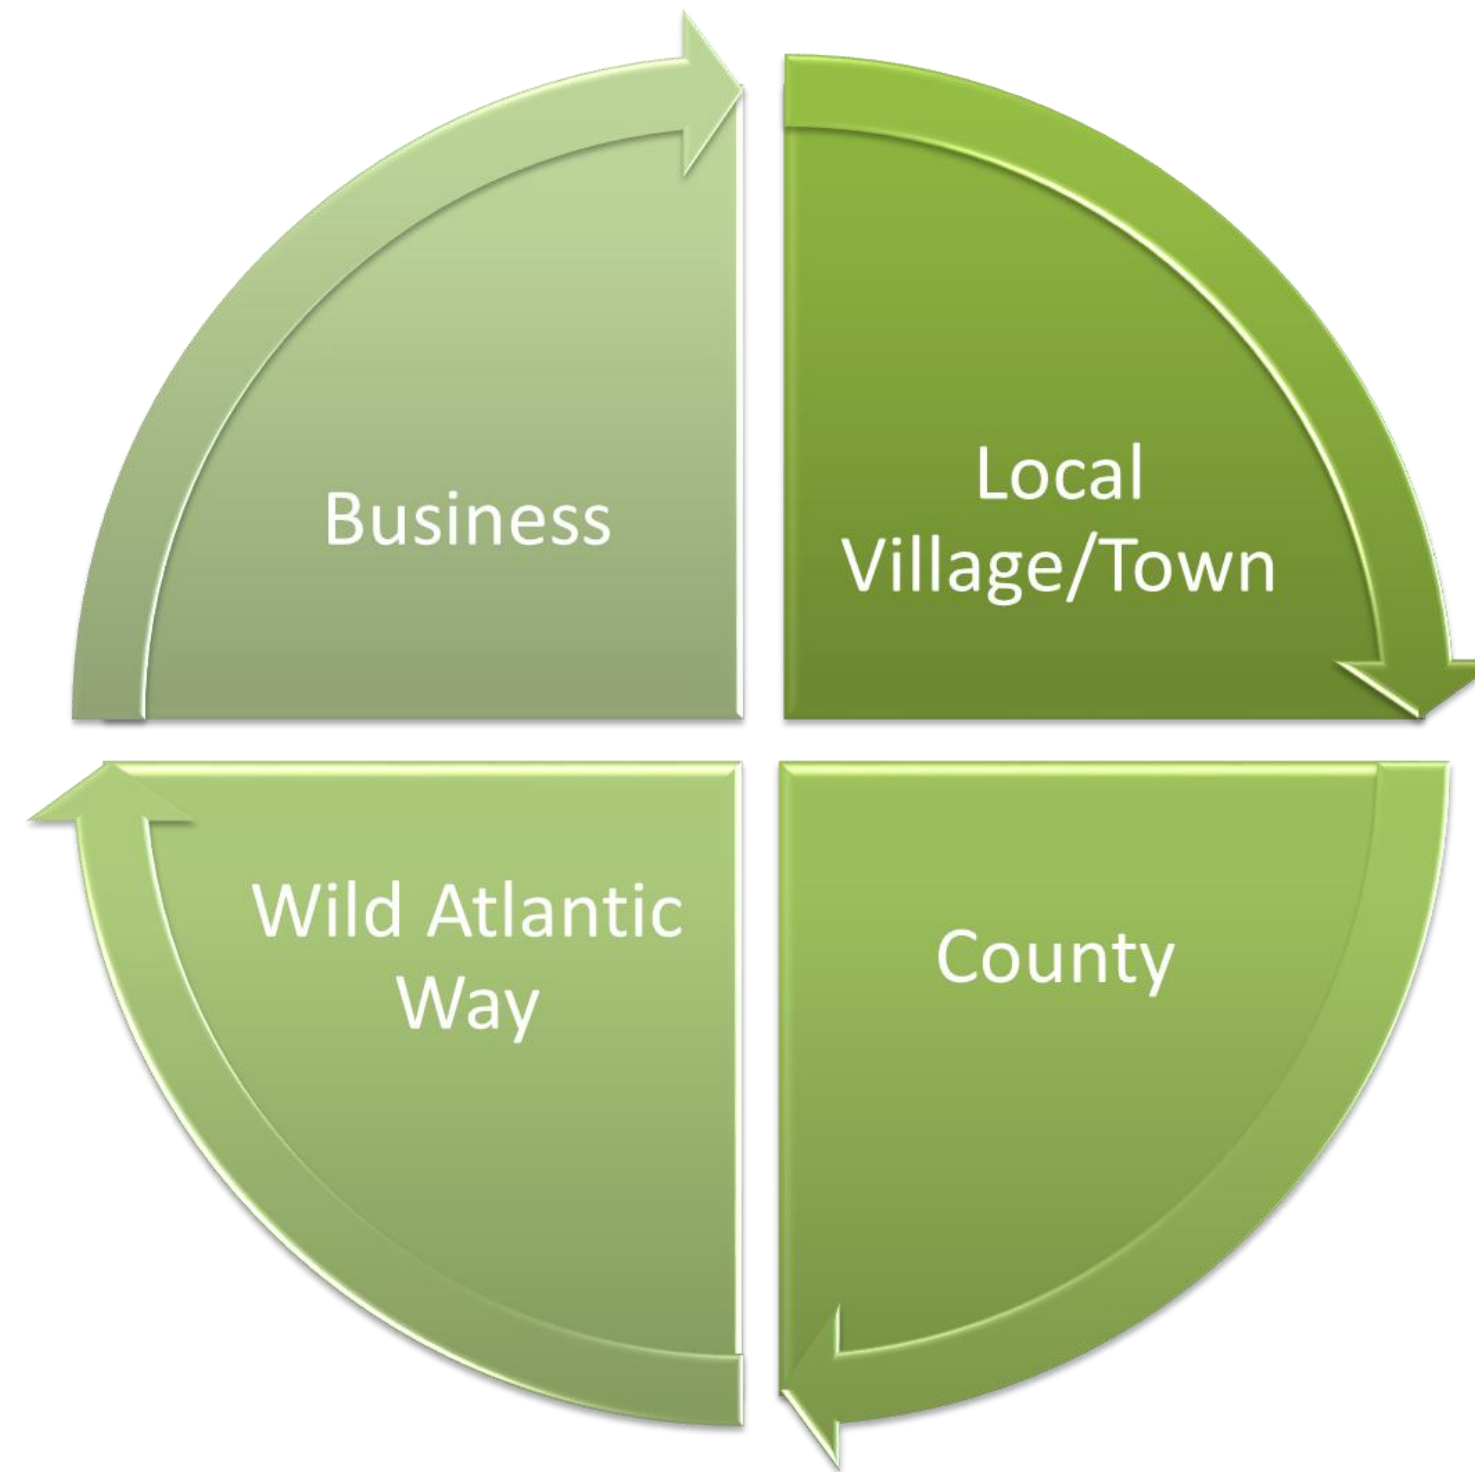 Business
Local
Village/Town
Wild Atlantic
Way
County